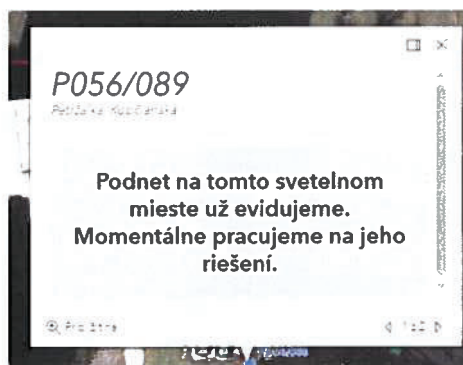 P056/089
Podnet na tomto svetelnom
mieste už evidujeme.
Momentálne pracujeme na jeho
riešení.